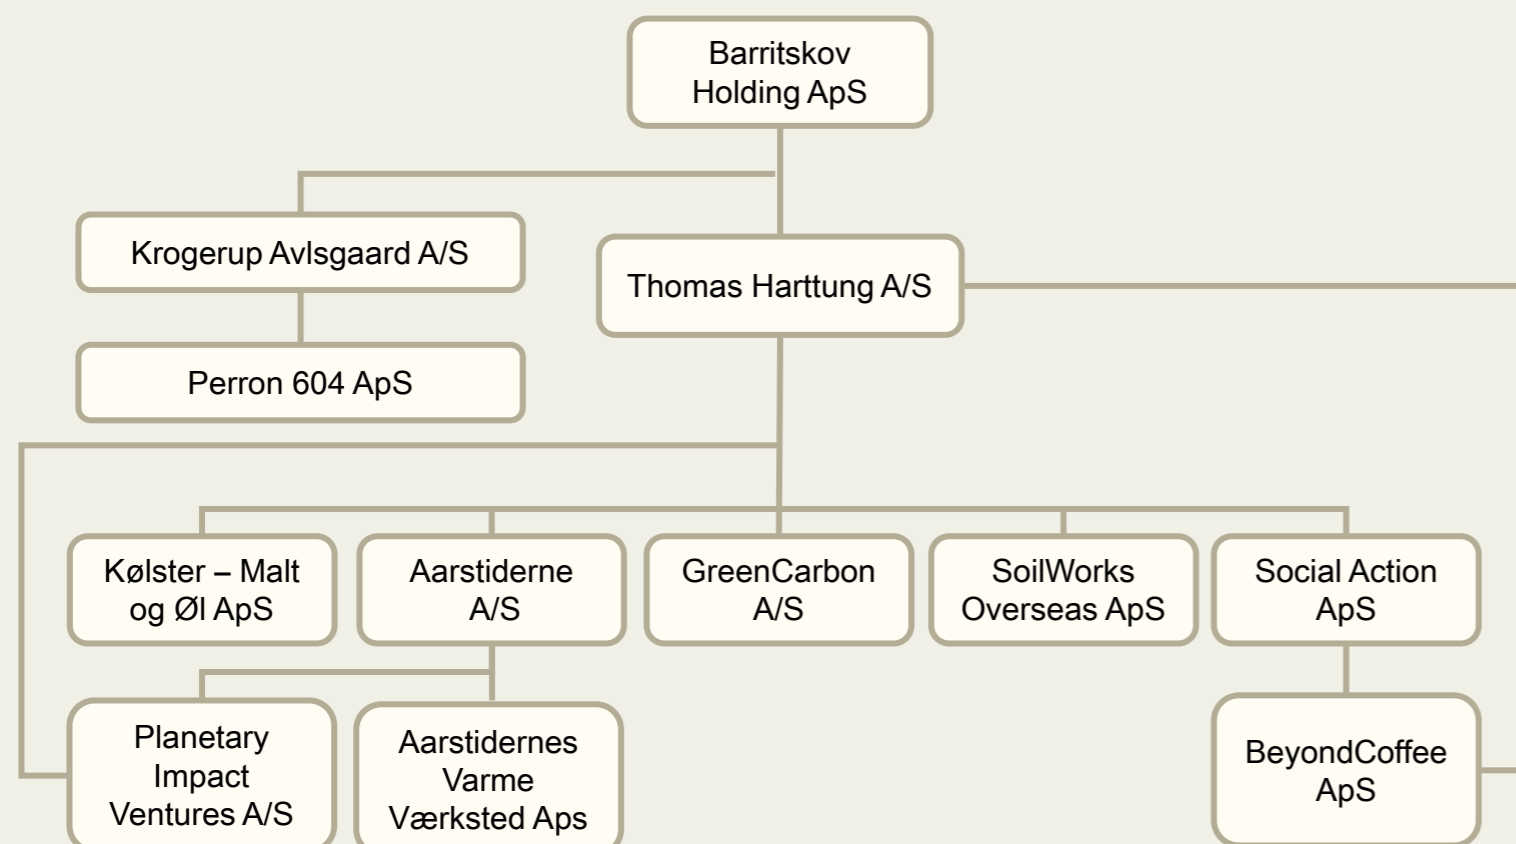 Barritskov
Holding ApS
Krogerup Avlsgaard A/S
Thomas Harttung A/S
Perron 604 ApS
Kølster – Malt
og Øl ApS
Aarstiderne
A/S
GreenCarbon
A/S
SoilWorks
Overseas ApS
Social Action
ApS
Planetary
Impact
Ventures A/S
Aarstidernes
Varme
Værksted Aps
BeyondCoffee
ApS